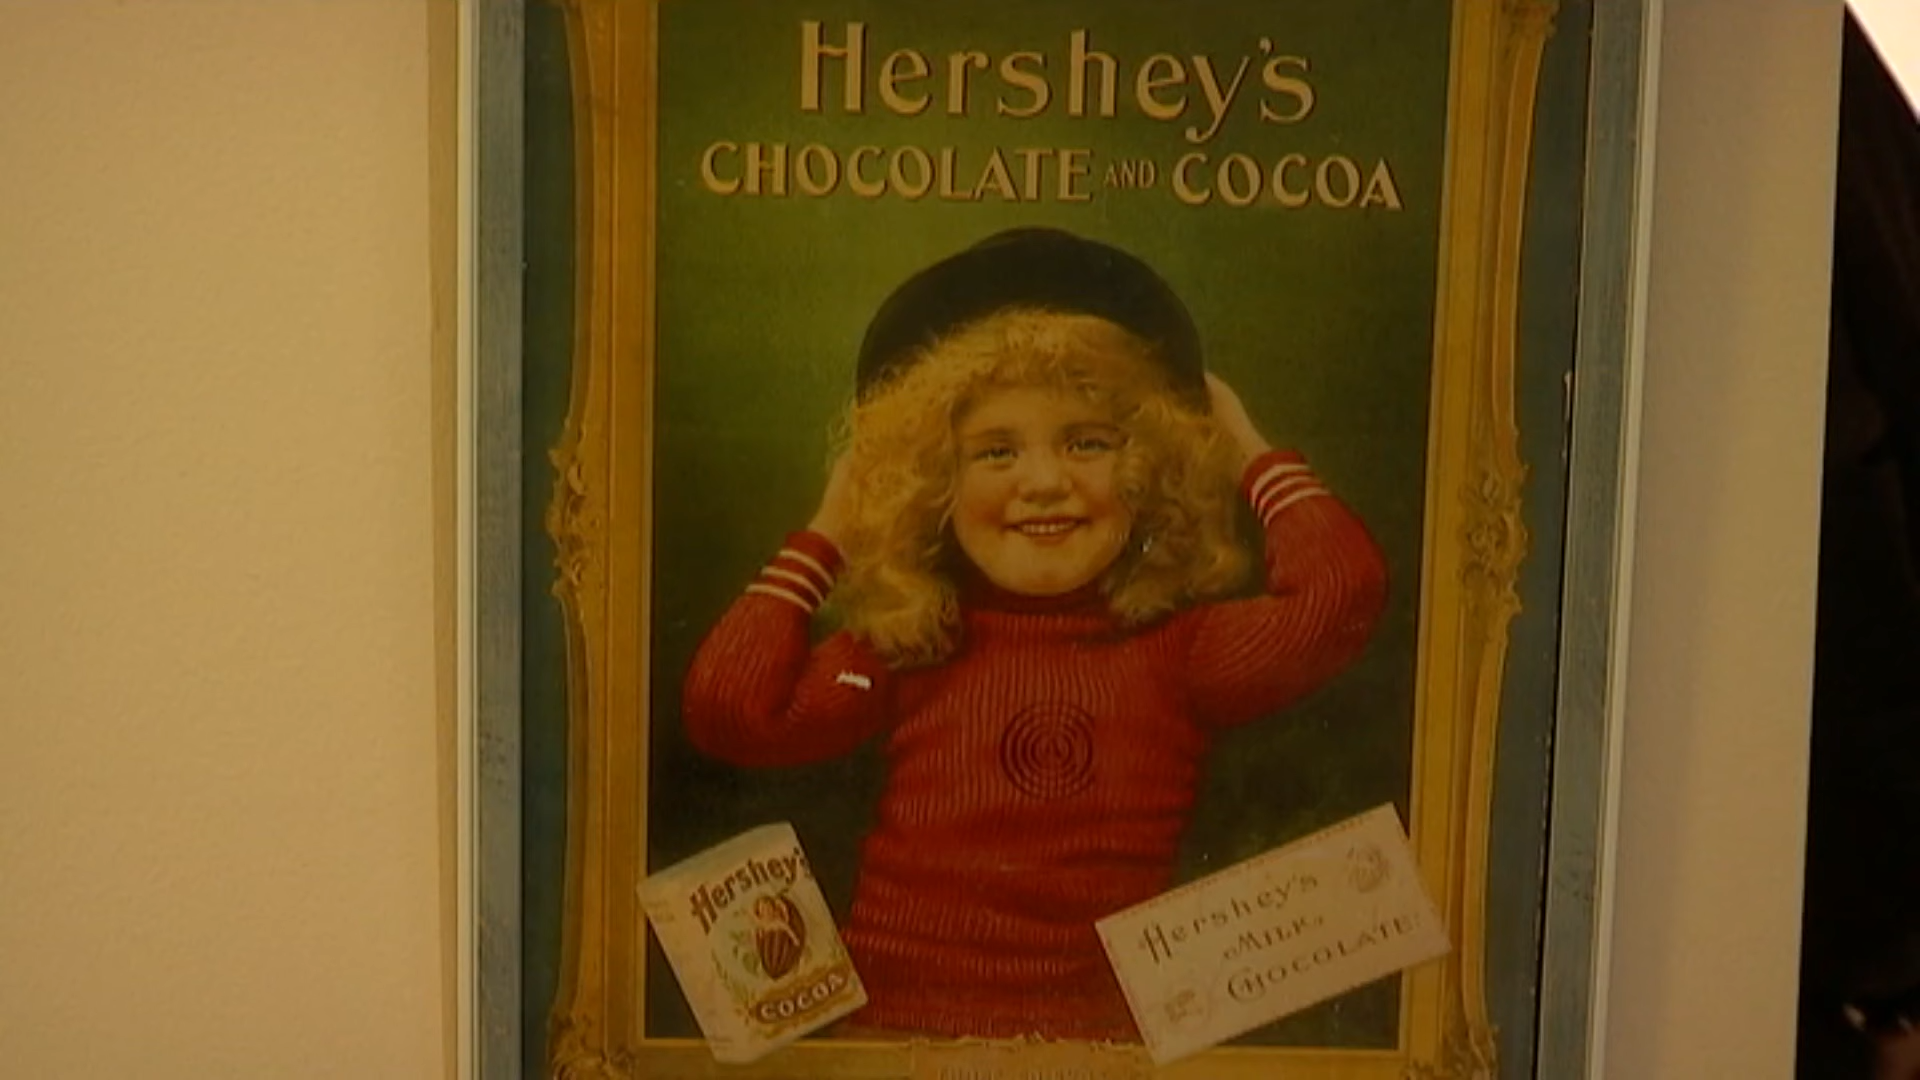 Hershey's
CHOCOLATE AND COCOA
Hershey's
COCOA
Hershey's
MILK
CHOCOLATE